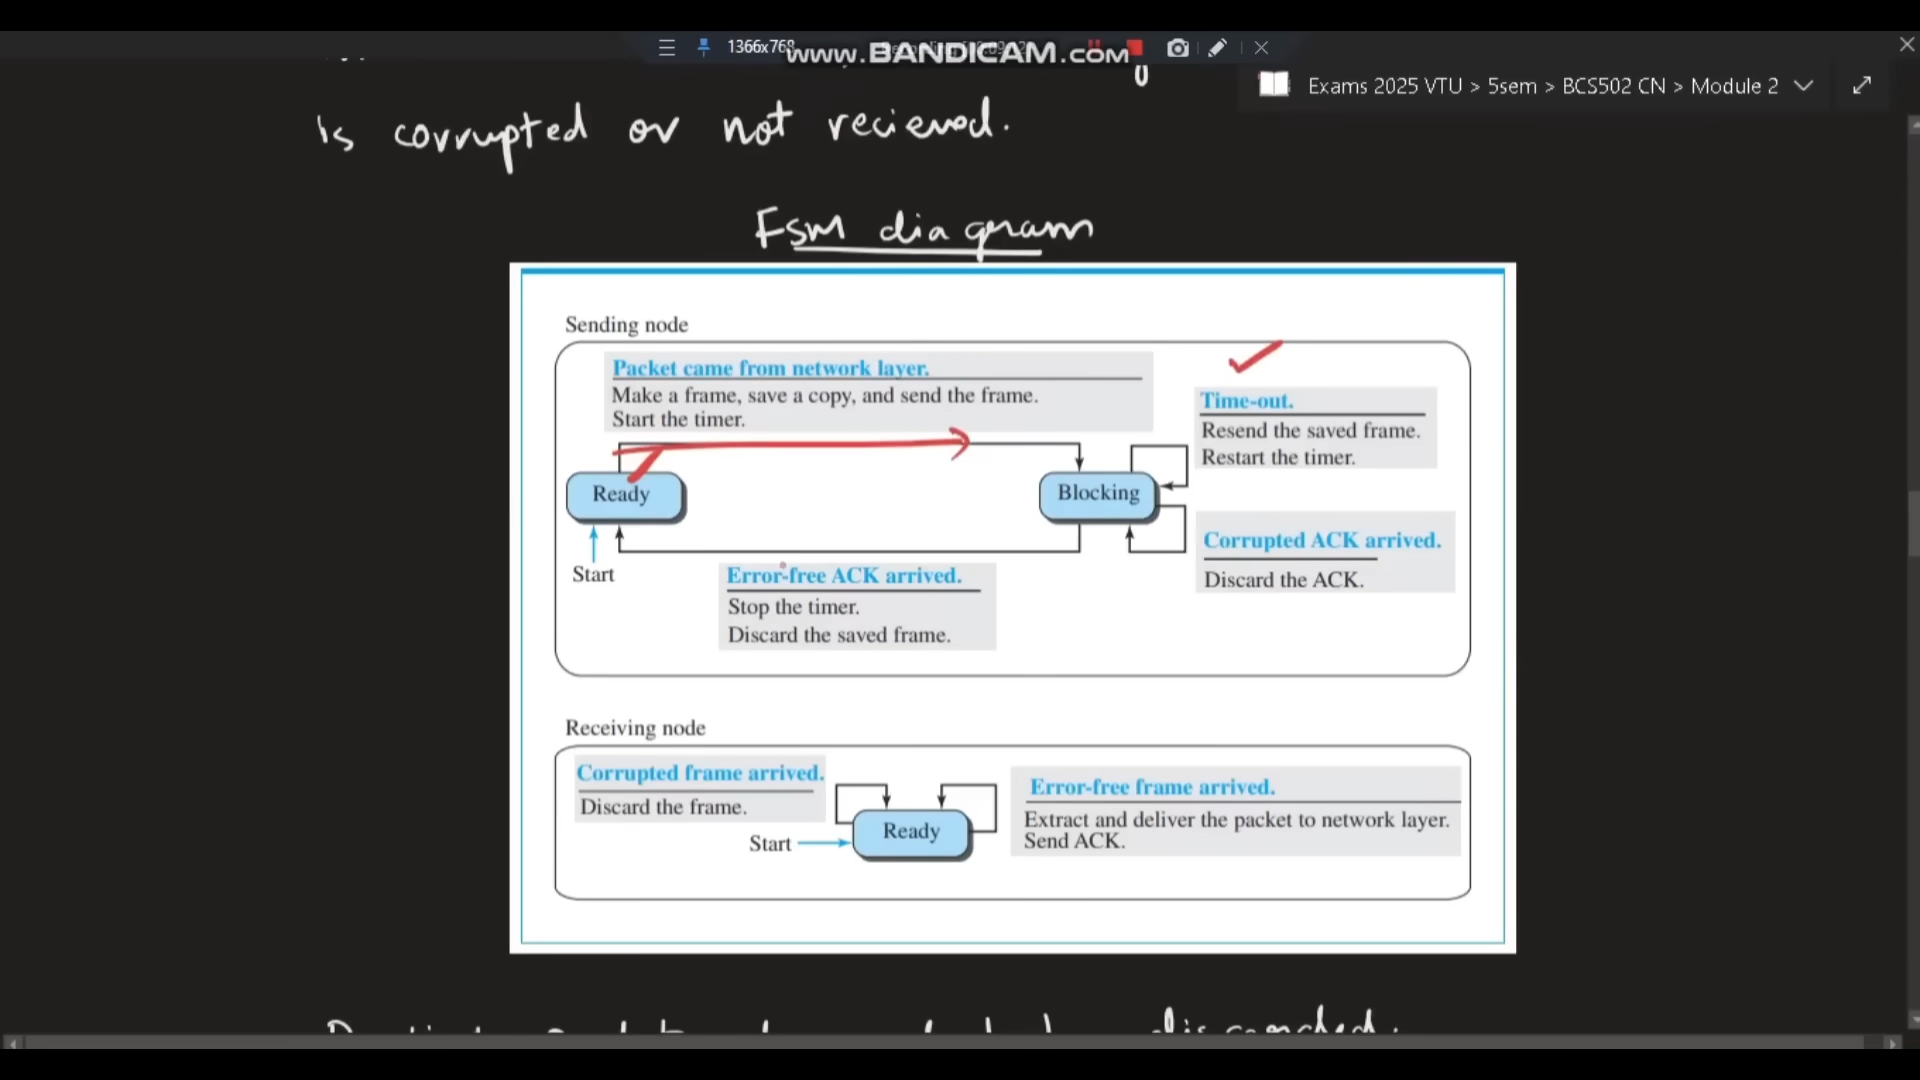 1366x768
www.BANDICAM.com
Exams 2025 VTU > 5sem > BCS502 CN > Module 2
is corrupted or not recieved.
Fsm diagram
Sending node
Packet came from network layer.
Make a frame, save a copy, and send the frame.
Start the timer.
Time-out.
Resend the saved frame.
Restart the timer.
Ready
Blocking
Corrupted ACK arrived.
Discard the ACK.
Start
Error-free ACK arrived.
Stop the timer.
Discard the saved frame.
Receiving node
Corrupted frame arrived.
Discard the frame.
Error-free frame arrived.
Extract and deliver the packet to network layer.
Send ACK.
Ready
Start
discarded.